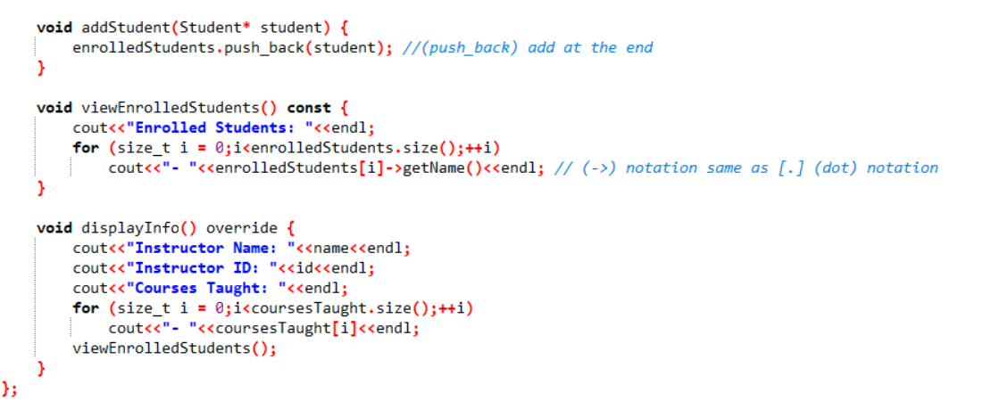 void addStudent(Student* student) {
enrolledStudents.push_back(student); //(push_back) add at the end
}
void viewEnrolledStudents() const {
cout<<"Enrolled Students: "<<endl;
for (size_t i = 0;i<enrolledStudents.size();++i)
cout<<"- "<<enrolledStudents[i]->getName()<<endl; // (->) notation same as [.] (dot) notation
}
void displayInfo() override {
cout<<"Instructor Name: "<<name<<endl;
cout<<"Instructor ID: "<<id<<endl;
cout<<"Courses Taught: "<<endl;
for (size_t i = 0;i<coursesTaught.size();++i)
cout<<"- "<<coursesTaught[i]<<endl;
viewEnrolledStudents();
}
};